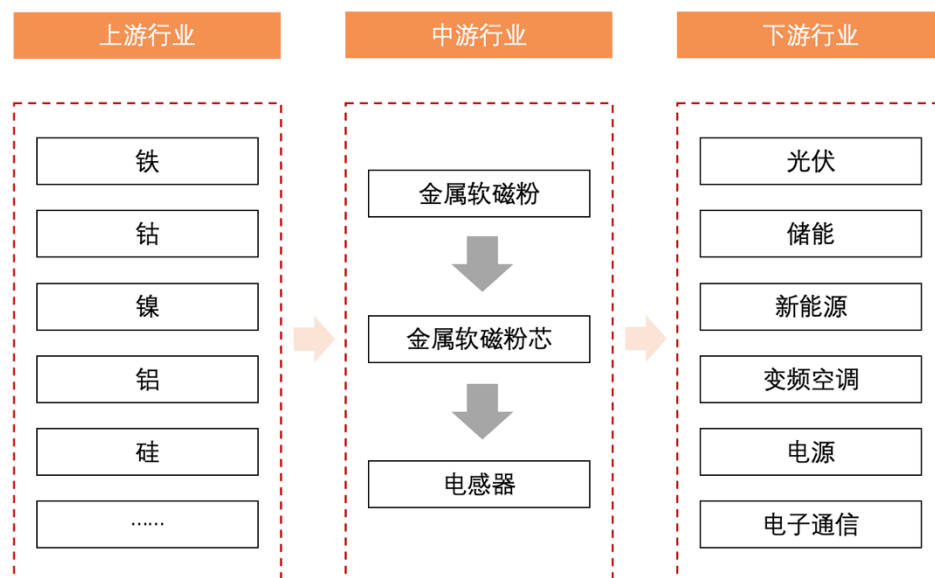 上游行业
中游行业
下游行业
铁
钴
镍
铝
硅
……
金属软磁粉
金属软磁粉芯
电感器
光伏
储能
新能源
变频空调
电源
电子通信